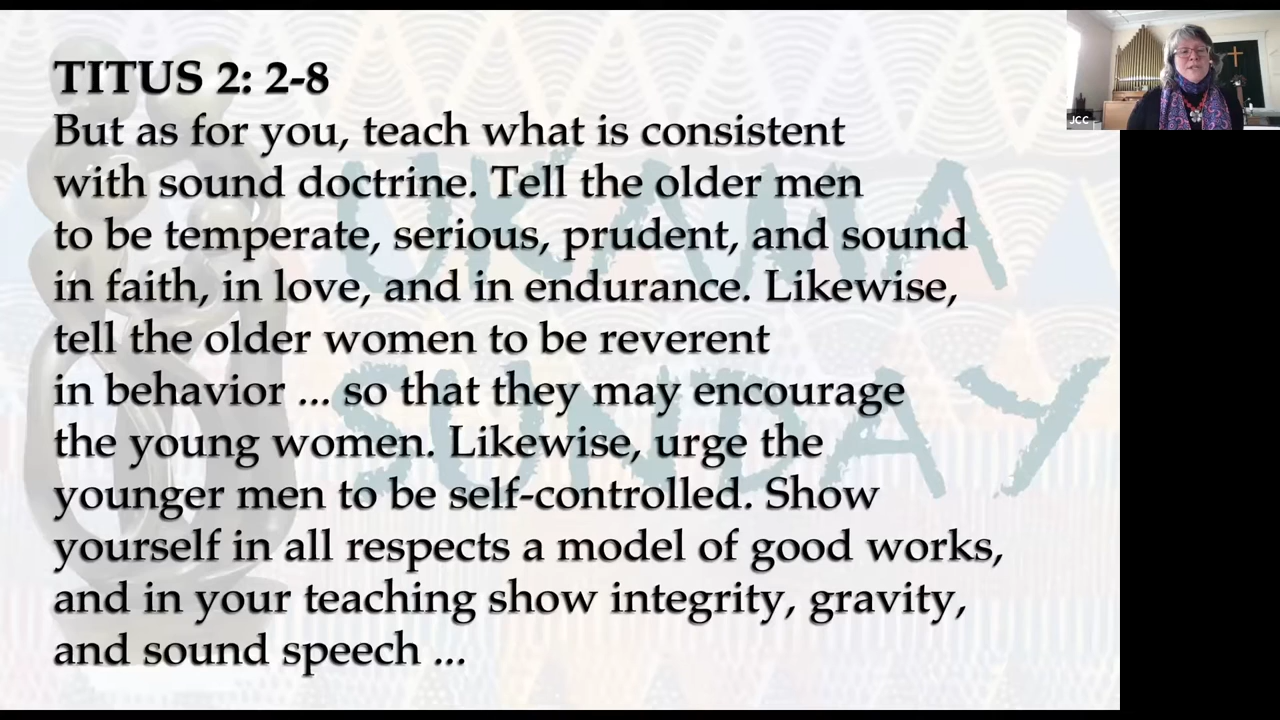 TITUS 2: 2-8
But as for you, teach what is consistent
with sound doctrine. Tell the older men
to be temperate, serious, prudent, and sound
in faith, in love, and in endurance. Likewise,
tell the older women to be reverent
in behavior ... so that they may encourage
the young women. Likewise, urge the
younger men to be self-controlled. Show
yourself in all respects a model of good works,
and in your teaching show integrity, gravity,
and sound speech ...
UKAMA
SUNDAY
JCC